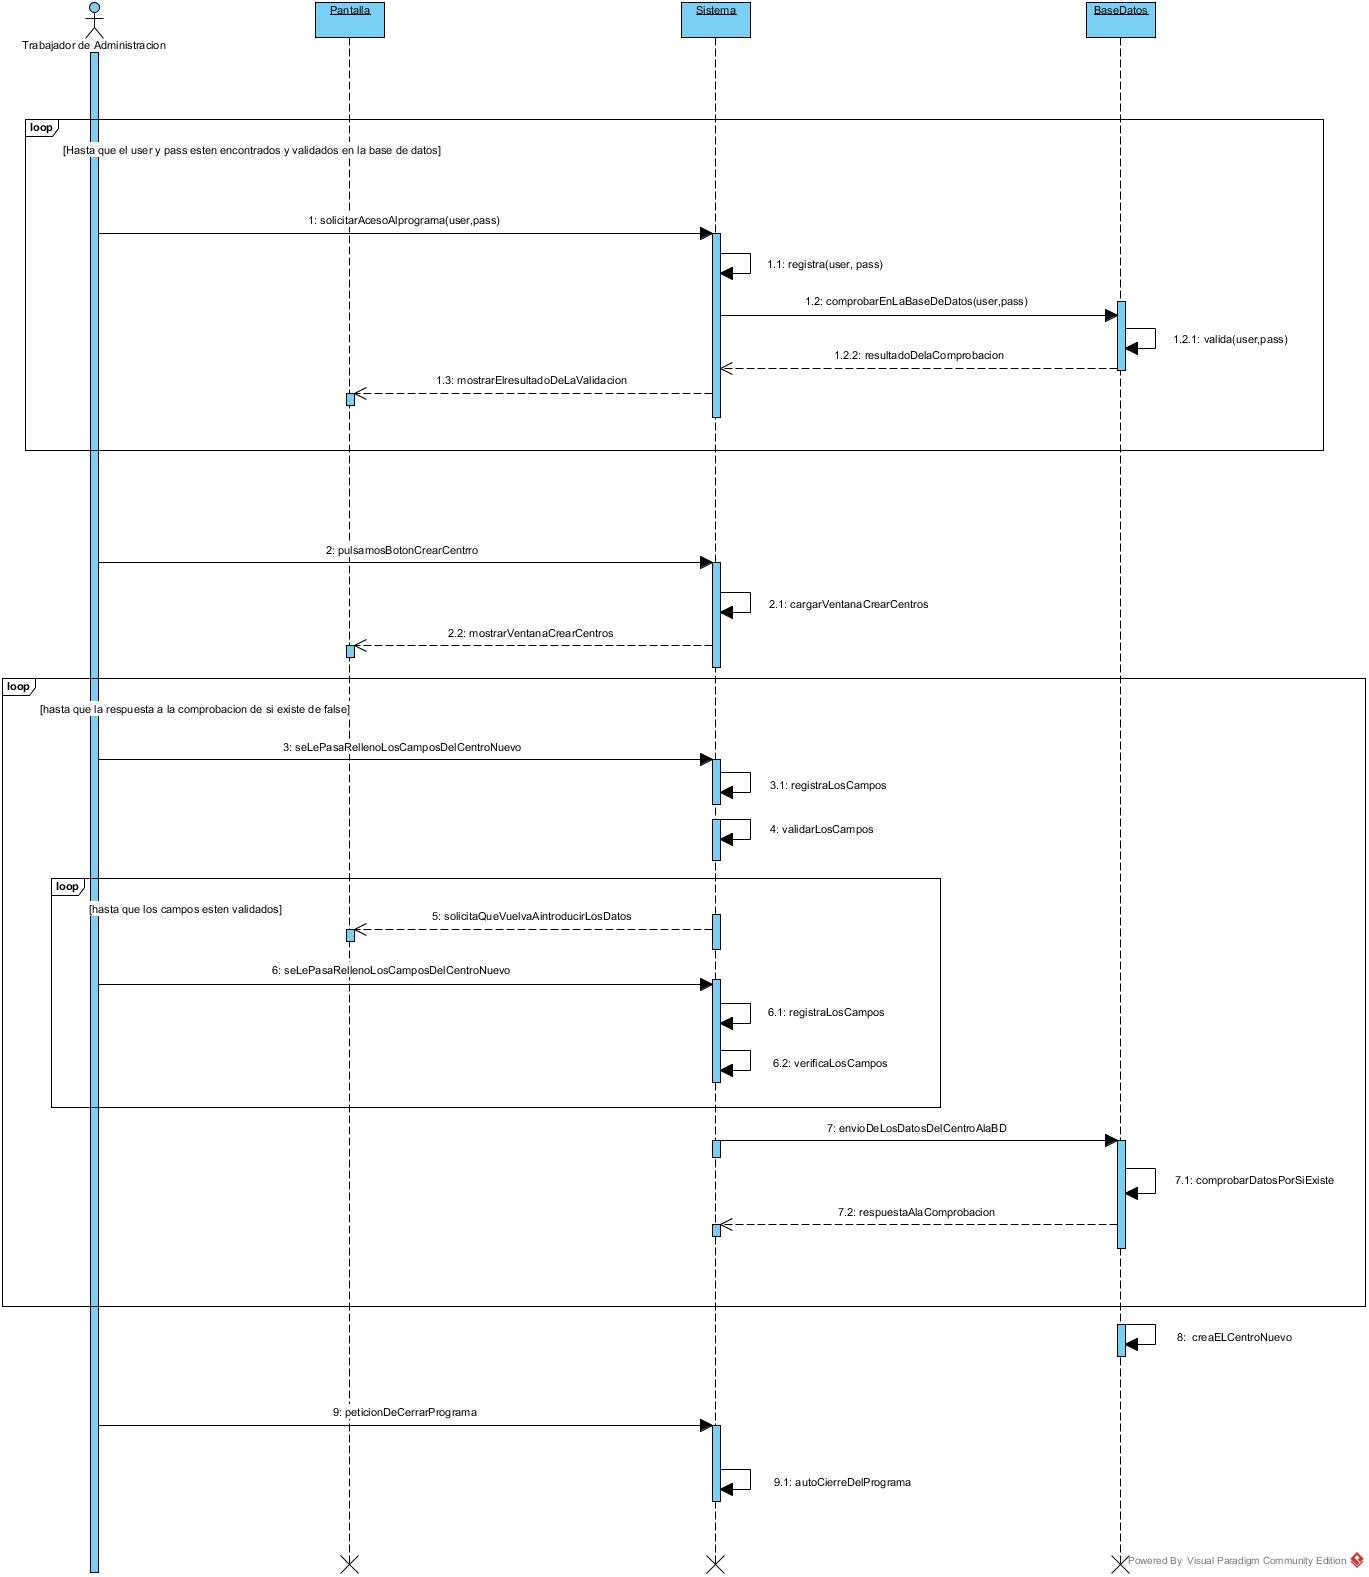 Pantalla
Sistema
BaseDatos
Trabajador de Administracion
loop
[Hasta que el user y pass esten encontrados y validados en la base de datos]
1: solicitarAcesoAlprograma(user,pass)
1.1: registra(user, pass)
1.2: comprobarEnLaBaseDeDatos(user,pass)
1.2.1: valida(user,pass)
1.2.2: resultadoDelaComprobacion
1.3: mostrarElresultadoDeLaValidacion
2: pulsamosBotonCrearCentrro
2.1: cargarVentanaCrearCentros
2.2: mostrarVentanaCrearCentros
loop
[hasta que la respuesta a la comprobacion de si existe de false]
3: seLePasaRellenoLosCamposDelCentroNuevo
3.1: registraLosCampos
4: validarLosCampos
loop
[hasta que los campos esten validados]
5: solicitaQueVuelvaAintroducirLosDatos
6: seLePasaRellenoLosCamposDelCentroNuevo
6.1: registraLosCampos
6.2: verificaLosCampos
7: envioDeLosDatosDelCentroAlaBD
7.1: comprobarDatosPorSiExiste
7.2: respuestaAlaComprobacion
8: creaELCentroNuevo
9: peticionDeCerrarPrograma
9.1: autoCierreDelPrograma
Powered By Visual Paradigm Community Edition